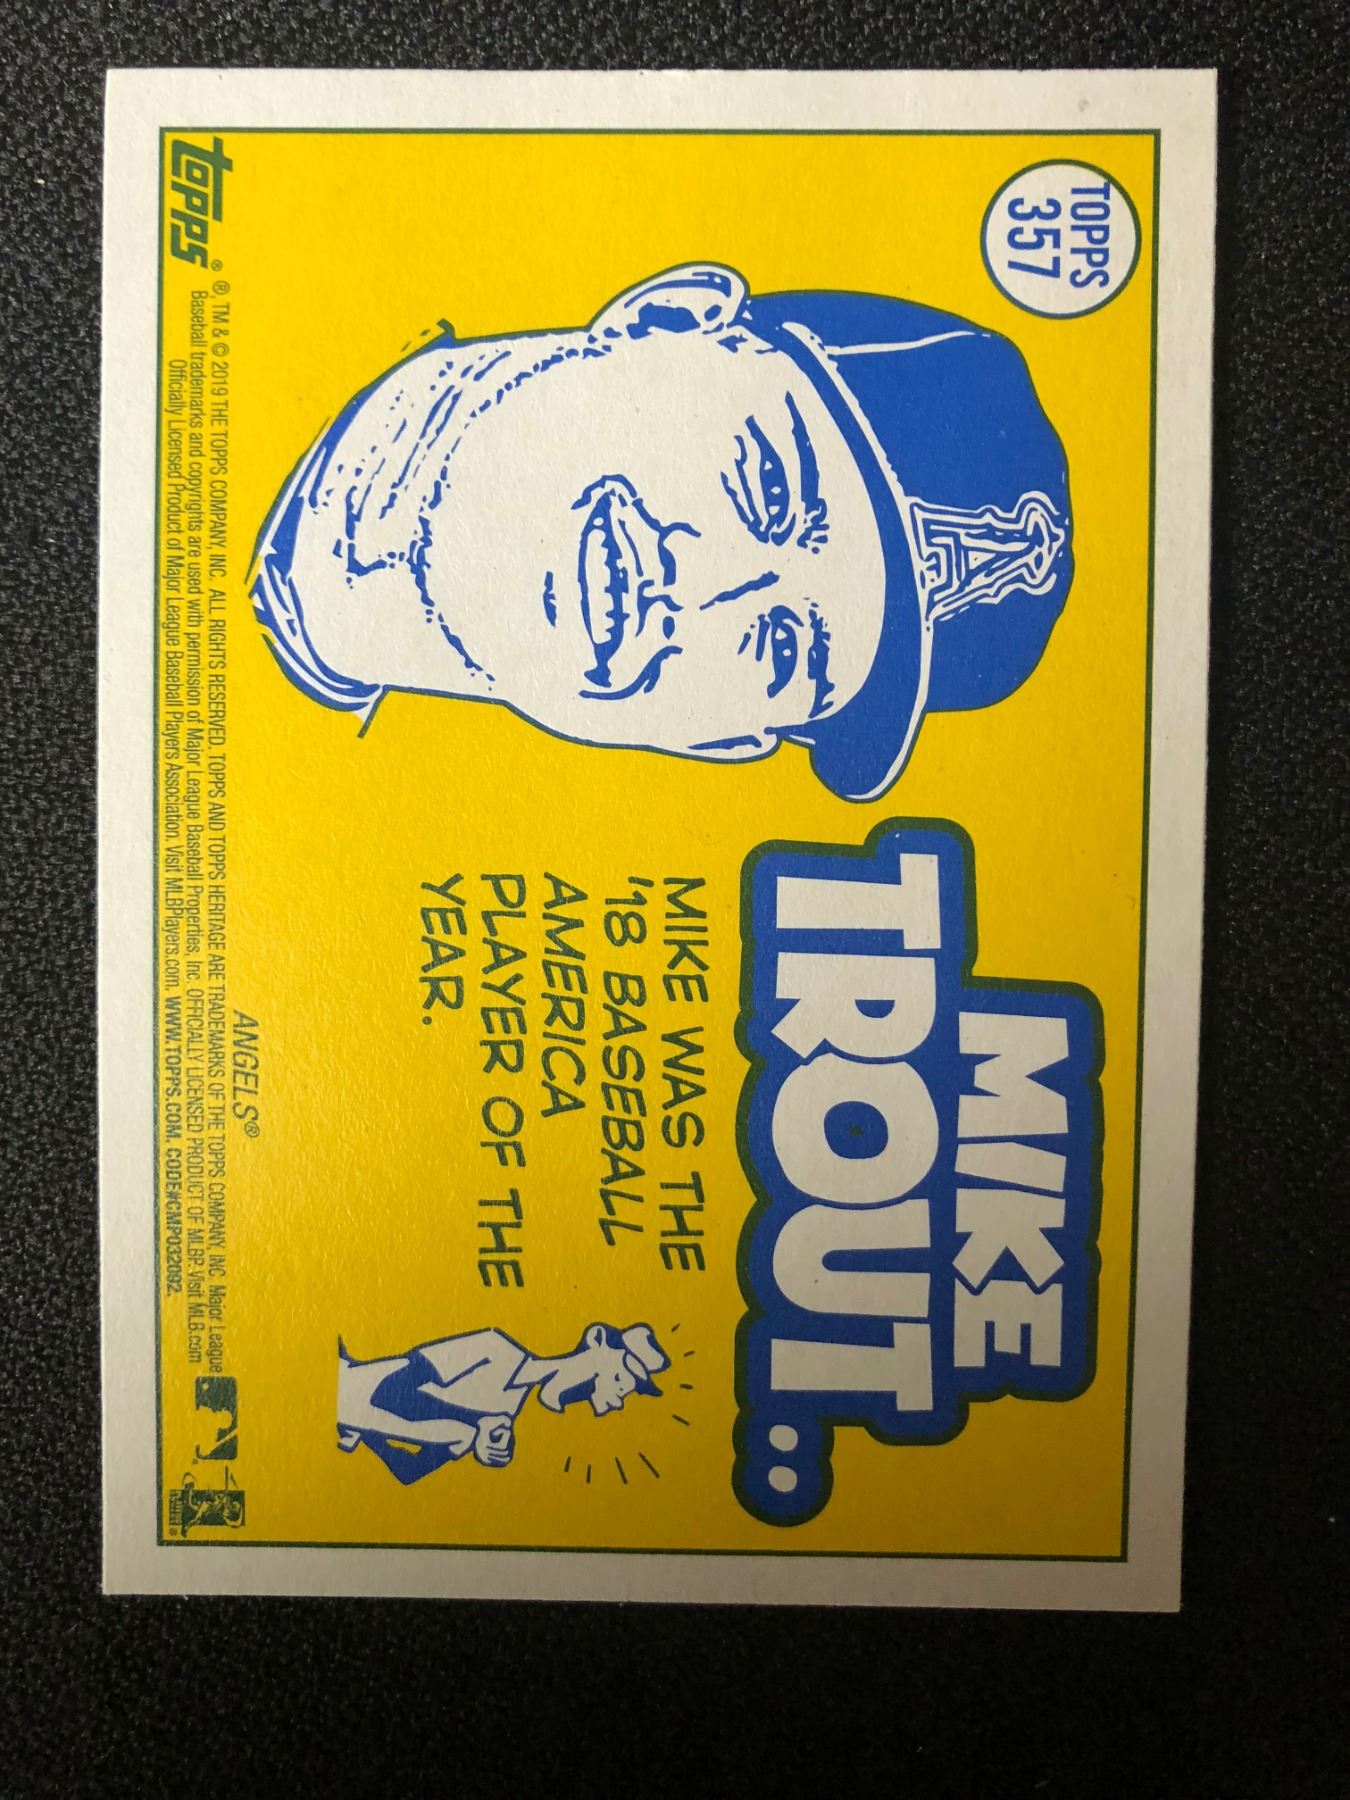 TOPPS
357
MIKE
TROUT..
MIKE WAS THE
'18 BASEBALL
AMERICA
PLAYER OF THE
YEAR.
ANGELS®
topps®
®, TM & © 2019 THE TOPPS COMPANY, INC. ALL RIGHTS RESERVED. TOPPS AND TOPPS HERITAGE ARE TRADEMARKS OF THE TOPPS COMPANY, INC. Major League
Baseball trademarks and copyrights are used with permission of Major League Baseball Properties, Inc. OFFICIALLY LICENSED PRODUCT OF MLBP. Visit MLB.com
Officially Licensed Product of Major League Baseball Players Association. Visit MLBPlayers.com. WWW.TOPPS.COM. CODE#CMP032092.